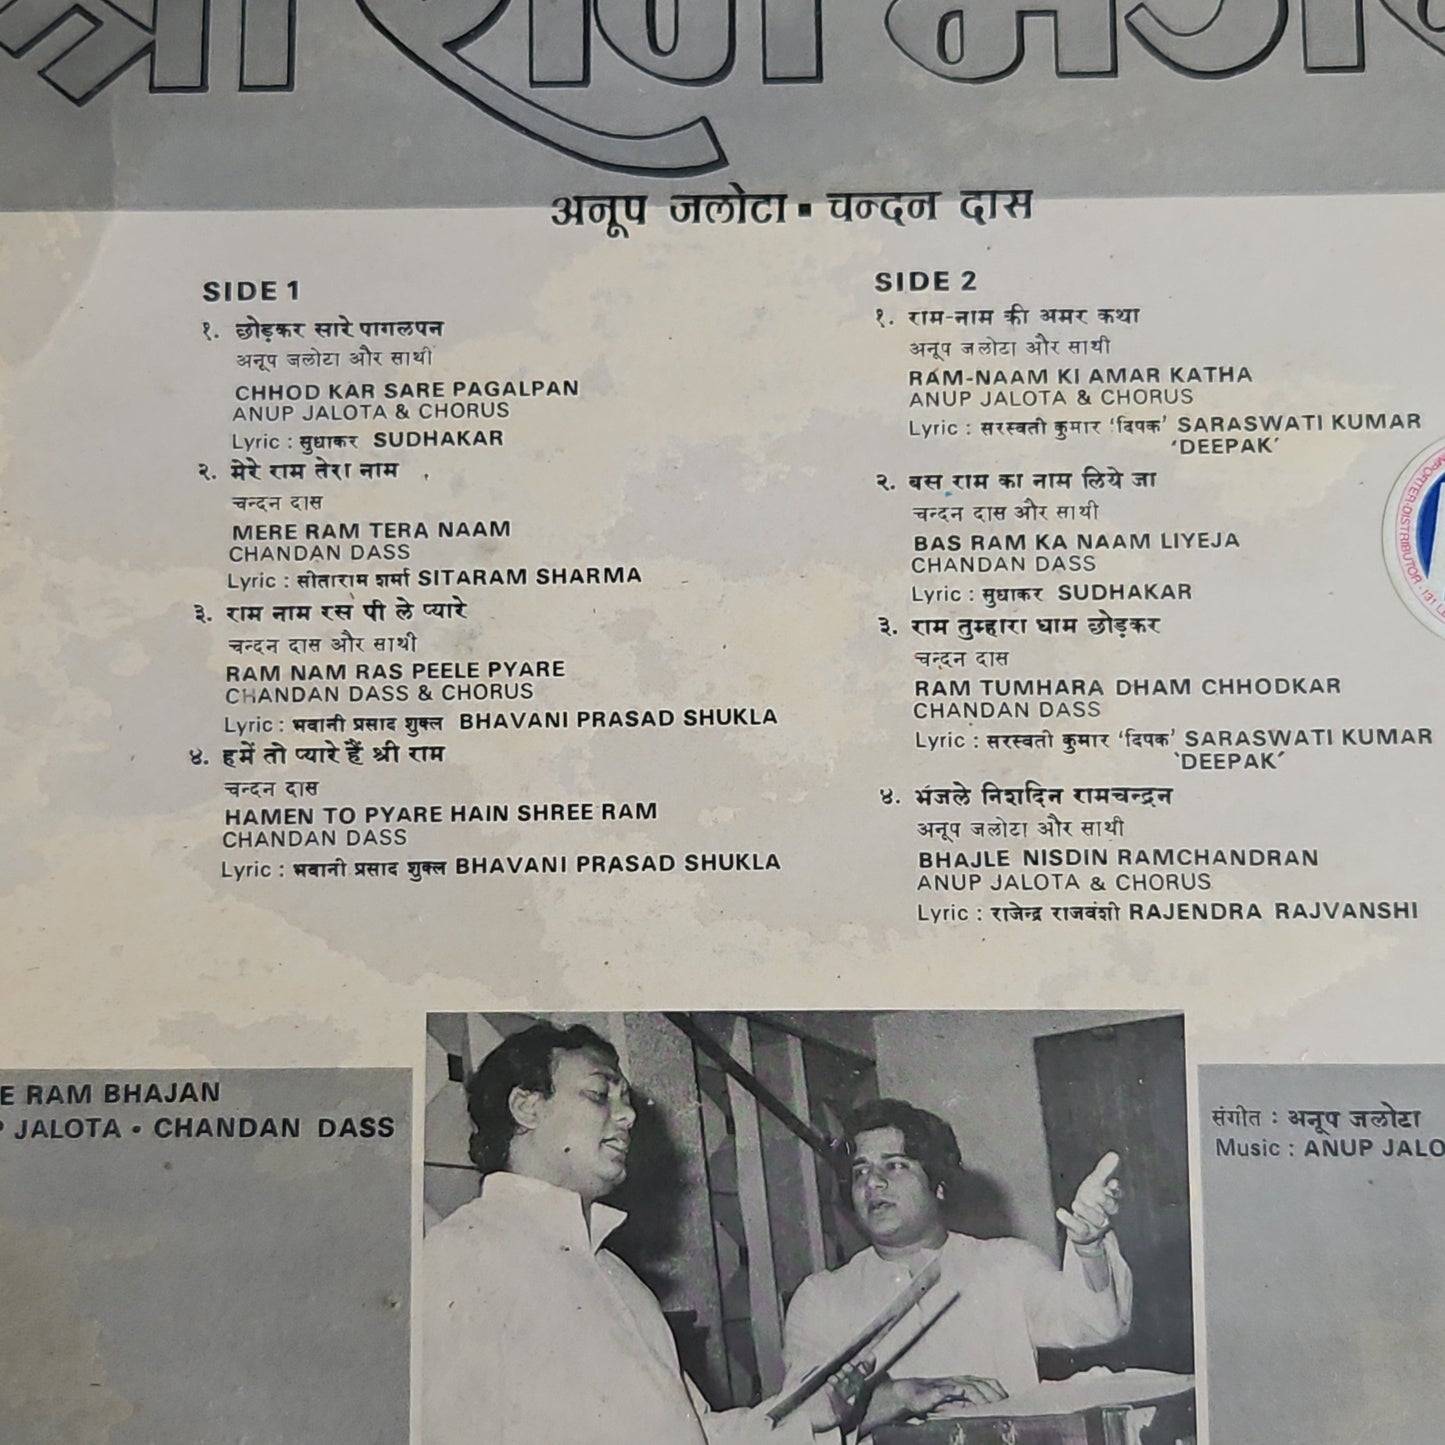 श्री राम भजन
अनूप जलोटा ▪ चन्दन दास
SIDE 1
१. छोड़कर सारे पागलपन
अनूप जलोटा और साथी
CHHOD KAR SARE PAGALPAN
ANUP JALOTA & CHORUS
Lyric : सुधाकर SUDHAKAR
२. मेरे राम तेरा नाम
चन्दन दास
MERE RAM TERA NAAM
CHANDAN DASS
Lyric : सीताराम शर्मा SITARAM SHARMA
३. राम नाम रस पी ले प्यारे
चन्दन दास और साथी
RAM NAM RAS PEELE PYARE
CHANDAN DASS & CHORUS
Lyric : भवानी प्रसाद शुक्ल BHAVANI PRASAD SHUKLA
४. हमें तो प्यारे हैं श्री राम
चन्दन दास
HAMEN TO PYARE HAIN SHREE RAM
CHANDAN DASS
Lyric : भवानी प्रसाद शुक्ल BHAVANI PRASAD SHUKLA
SIDE 2
१. राम-नाम की अमर कथा
अनूप जलोटा और साथी
RAM-NAAM KI AMAR KATHA
ANUP JALOTA & CHORUS
Lyric : सरस्वती कुमार ‘दिपक’ SARASWATI KUMAR
‘DEEPAK’
२. बस राम का नाम लिये जा
चन्दन दास और साथी
BAS RAM KA NAAM LIYEJA
CHANDAN DASS
Lyric : सुधाकर SUDHAKAR
३. राम तुम्हारा धाम छोड़कर
चन्दन दास
RAM TUMHARA DHAM CHHODKAR
CHANDAN DASS
Lyric : सरस्वती कुमार ‘दिपक’ SARASWATI KUMAR
‘DEEPAK’
४. भंजले निशदिन रामचन्द्रन
अनूप जलोटा और साथी
BHAJLE NISDIN RAMCHANDRAN
ANUP JALOTA & CHORUS
Lyric : राजेन्द्र राजवंशी RAJENDRA RAJVANSHI
E RAM BHAJAN
P JALOTA • CHANDAN DASS
संगीत : अनूप जलोटा
Music : ANUP JALO